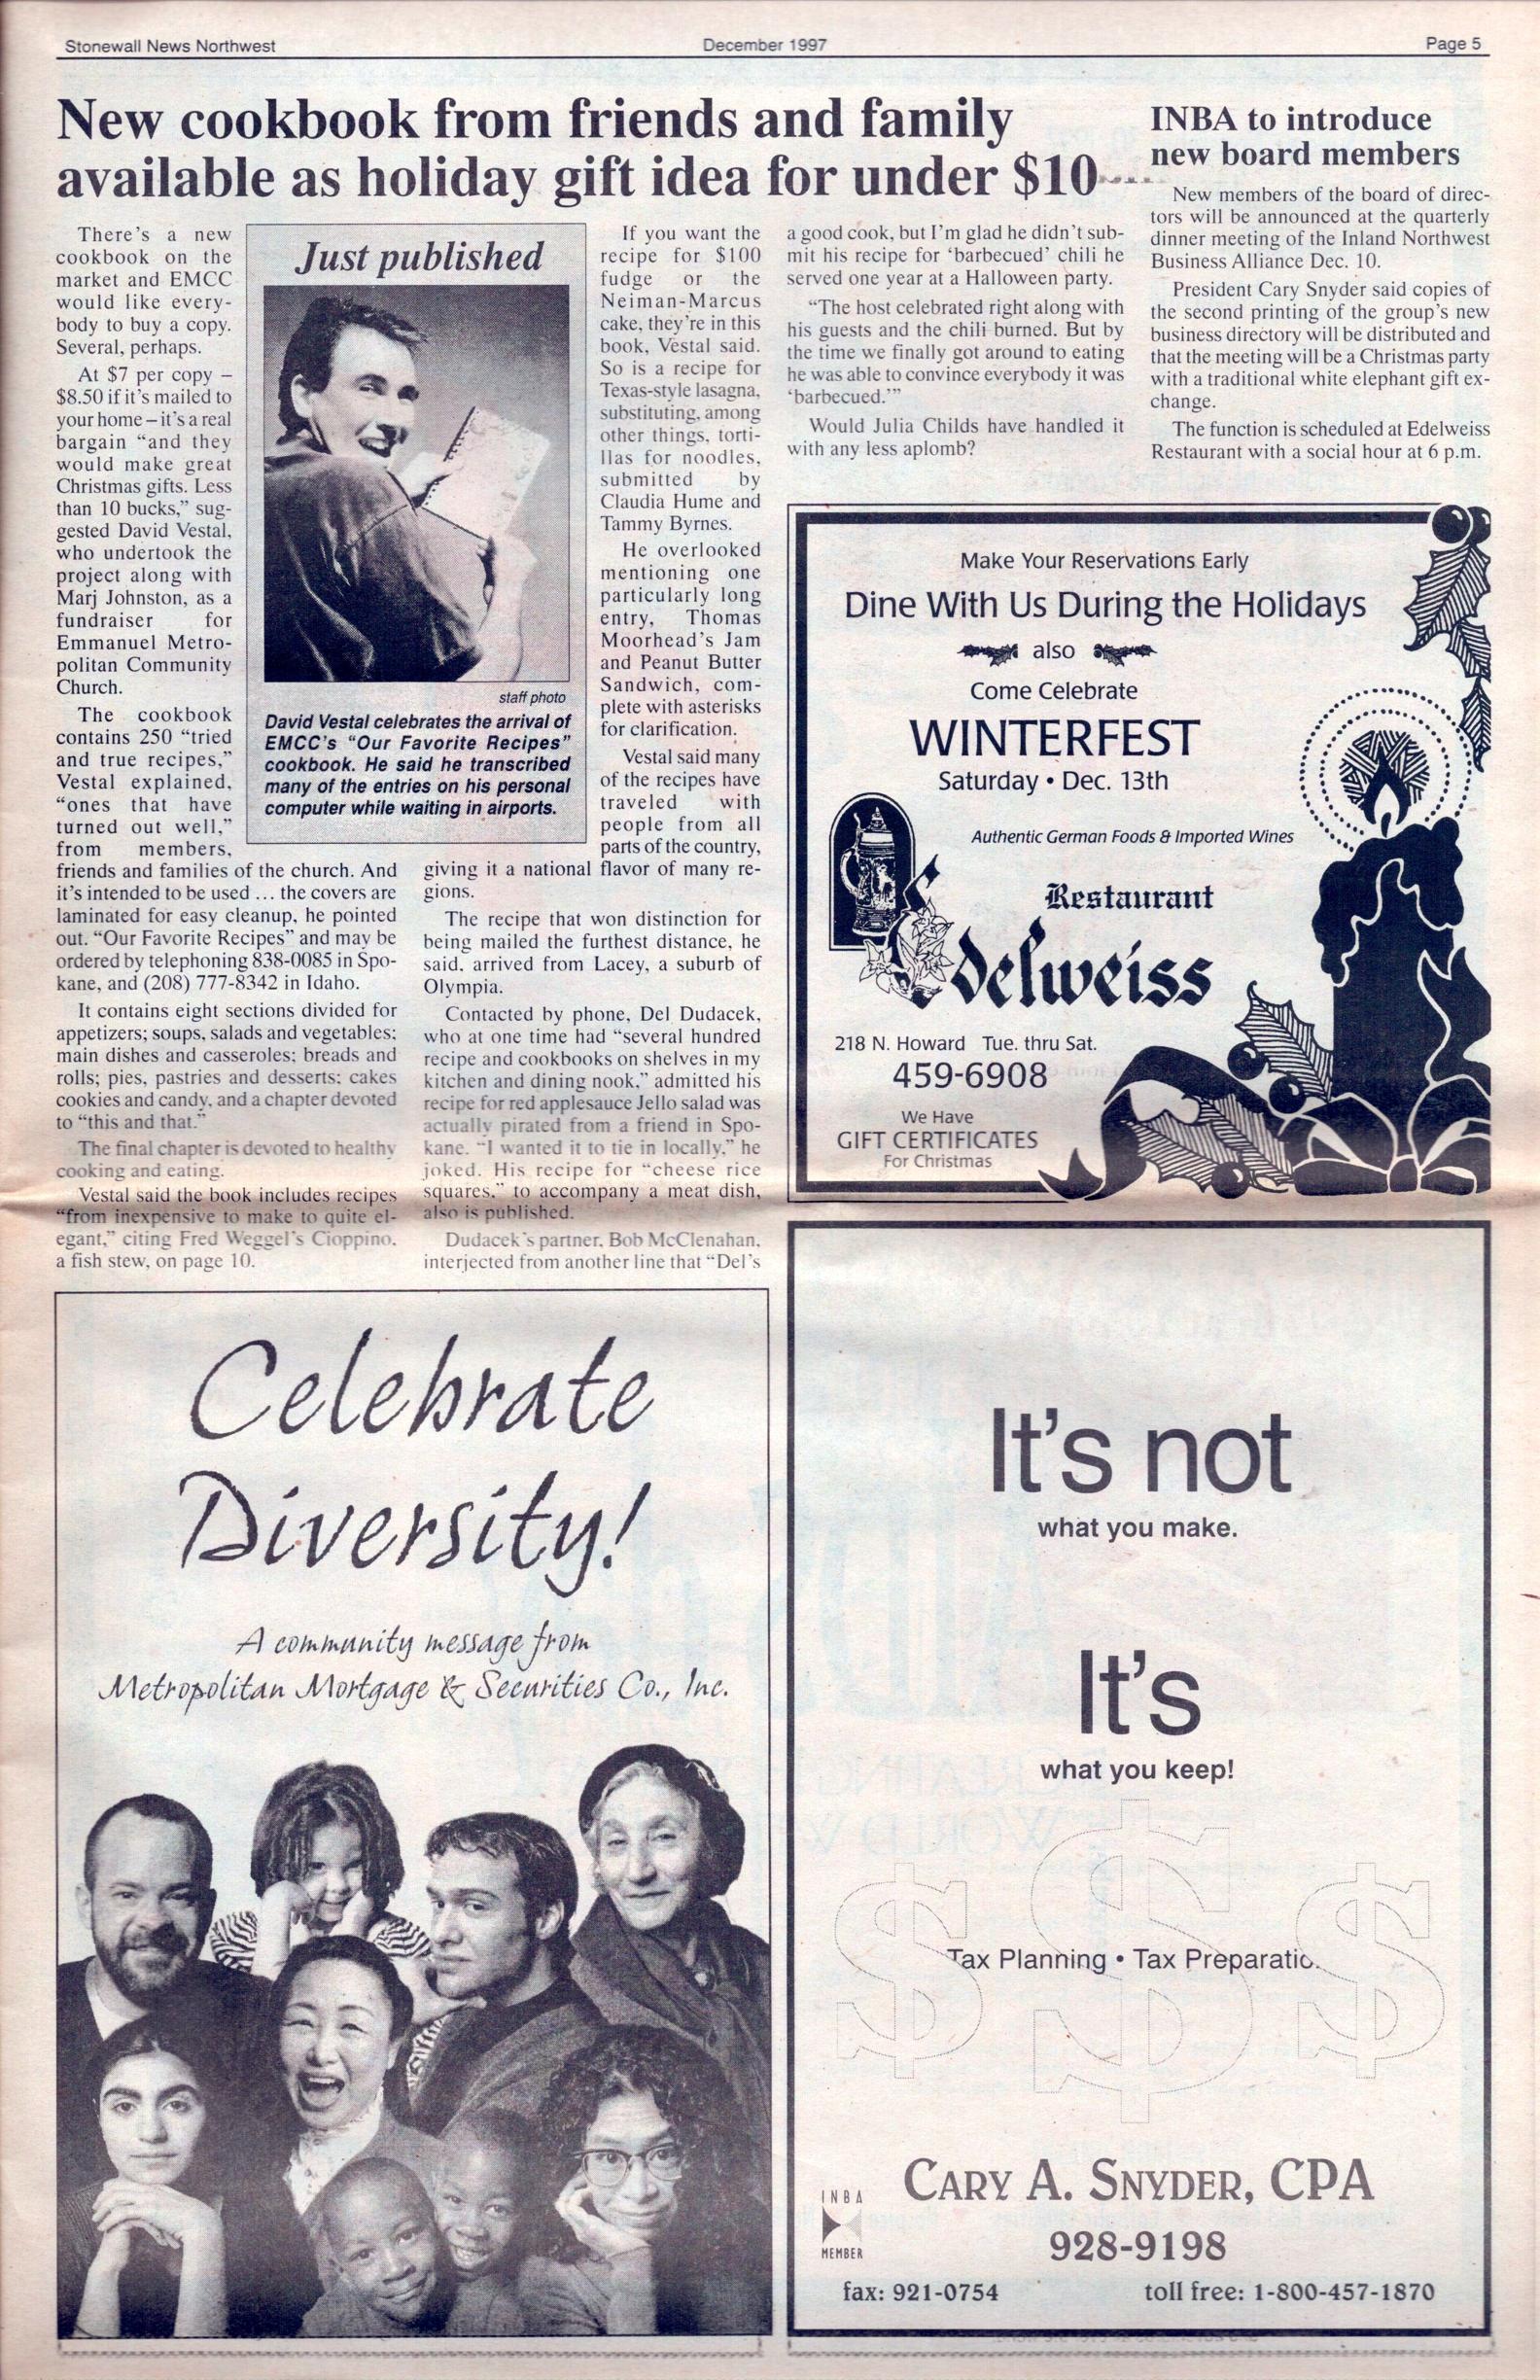 Stonewall News Northwest
December 1997
Page 5
New cookbook from friends and family
available as holiday gift idea for under $10
There's a new
cookbook on the
market and EMCC
would like every-
body to buy a copy.
Several, perhaps.
At $7 per copy –
$8.50 if it's mailed to
your home – it's a real
bargain “and they
would make great
Christmas gifts. Less
than 10 bucks,” sug-
gested David Vestal,
who undertook the
project along with
Marj Johnston, as a
fundraiser for
Emmanuel Metro-
politan Community
Church.
The cookbook
contains 250 “tried
and true recipes,”
Vestal explained,
“ones that have
turned out well,”
from members,
friends and families of the church. And
it's intended to be used ... the covers are
laminated for easy cleanup, he pointed
out. “Our Favorite Recipes” and may be
ordered by telephoning 838-0085 in Spo-
kane, and (208) 777-8342 in Idaho.
It contains eight sections divided for
appetizers; soups, salads and vegetables;
main dishes and casseroles; breads and
rolls; pies, pastries and desserts; cakes
cookies and candy, and a chapter devoted
to “this and that.”
The final chapter is devoted to healthy
cooking and eating.
Vestal said the book includes recipes
“from inexpensive to make to quite el-
egant,” citing Fred Weggel's Cioppino,
a fish stew, on page 10.
Just published
staff photo
David Vestal celebrates the arrival of
EMCC's “Our Favorite Recipes”
cookbook. He said he transcribed
many of the entries on his personal
computer while waiting in airports.
If you want the
recipe for $100
fudge or the
Neiman-Marcus
cake, they're in this
book, Vestal said.
So is a recipe for
Texas-style lasagna,
substituting, among
other things, torti-
llas for noodles,
submitted by
Claudia Hume and
Tammy Byrnes.
He overlooked
mentioning one
particularly long
entry, Thomas
Moorhead's Jam
and Peanut Butter
Sandwich, com-
plete with asterisks
for clarification.
Vestal said many
of the recipes have
traveled with
people from all
parts of the country,
giving it a national flavor of many re-
gions.
The recipe that won distinction for
being mailed the furthest distance, he
said, arrived from Lacey, a suburb of
Olympia.
Contacted by phone, Del Dudacek,
who at one time had “several hundred
recipe and cookbooks on shelves in my
kitchen and dining nook,” admitted his
recipe for red applesauce Jello salad was
actually pirated from a friend in Spo-
kane. “I wanted it to tie in locally,” he
joked. His recipe for “cheese rice
squares,” to accompany a meat dish,
also is published.
Dudacek's partner, Bob McClenahan,
interjected from another line that “Del's
a good cook, but I'm glad he didn't sub-
mit his recipe for ‘barbecued’ chili he
served one year at a Halloween party.
“The host celebrated right along with
his guests and the chili burned. But by
the time we finally got around to eating
he was able to convince everybody it was
‘barbecued.’”
Would Julia Childs have handled it
with any less aplomb?
INBA to introduce
new board members
New members of the board of direc-
tors will be announced at the quarterly
dinner meeting of the Inland Northwest
Business Alliance Dec. 10.
President Cary Snyder said copies of
the second printing of the group's new
business directory will be distributed and
that the meeting will be a Christmas party
with a traditional white elephant gift ex-
change.
The function is scheduled at Edelweiss
Restaurant with a social hour at 6 p.m.
Make Your Reservations Early
Dine With Us During the Holidays
also
Come Celebrate
WINTERFEST
Saturday • Dec. 13th
Authentic German Foods & Imported Wines
Restaurant
Edelweiss
218 N. Howard Tue. thru Sat.
459-6908
We Have
GIFT CERTIFICATES
For Christmas
Celebrate
Diversity!
A community message from
Metropolitan Mortgage & Securities Co., Inc.
It's not
what you make.
It's
what you keep!
$ $ $
Tax Planning • Tax Preparatio.
CARY A. SNYDER, CPA
INBA
MEMBER
928-9198
fax: 921-0754
toll free: 1-800-457-1870